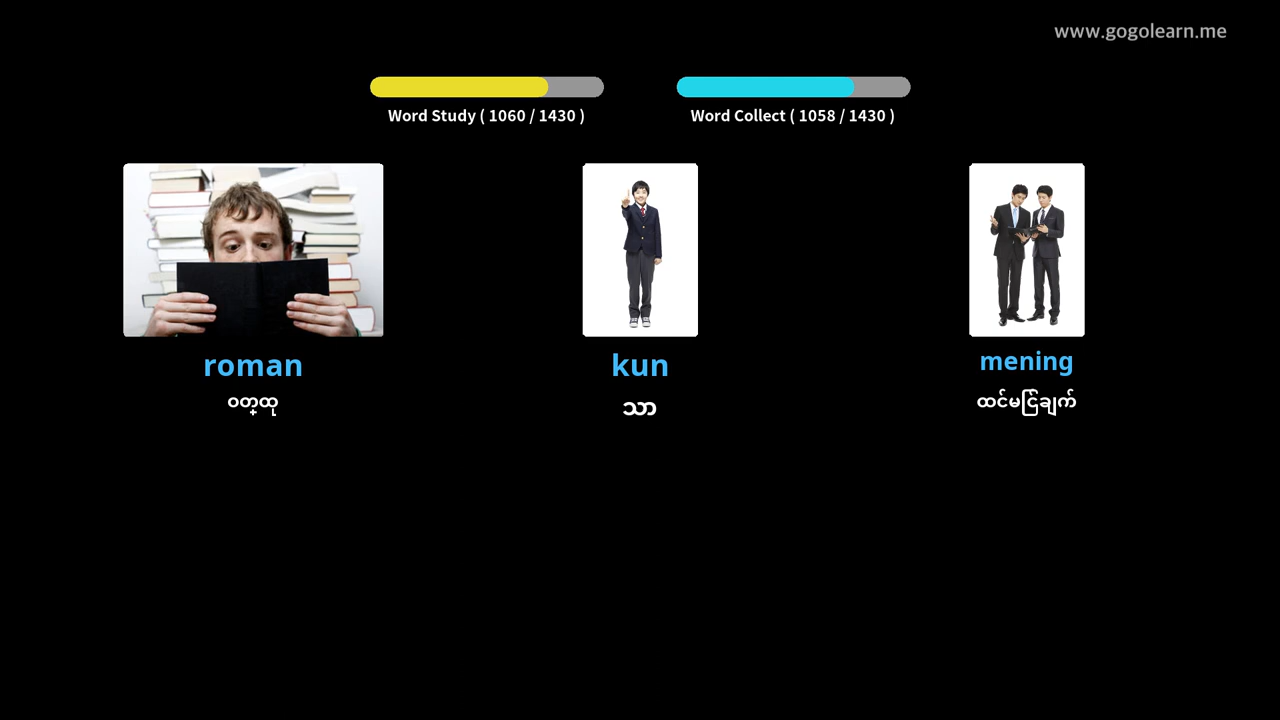 www.gogolearn.me
Word Study ( 1060 / 1430 )
Word Collect ( 1058 / 1430 )
roman
ဝတ္ထု
kun
သာ
mening
ထင်မြင်ချက်